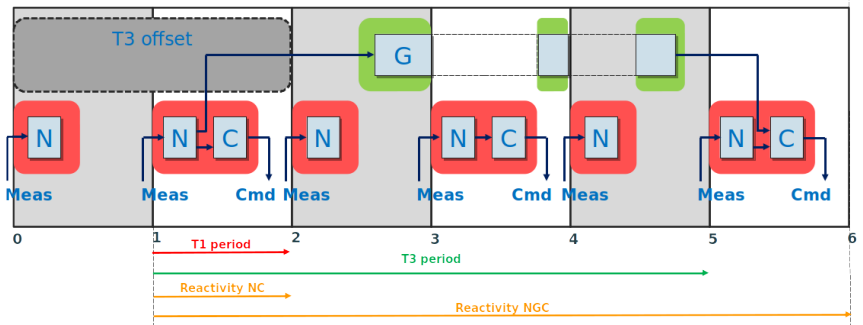 T3 offset
G
N
N
C
N
N
C
N
N
C
Meas
Meas
Cmd
Meas
Meas
Cmd
Meas
Meas
Cmd
0
1
2
3
4
5
6
T1 period
T3 period
Reactivity NC
Reactivity NGC